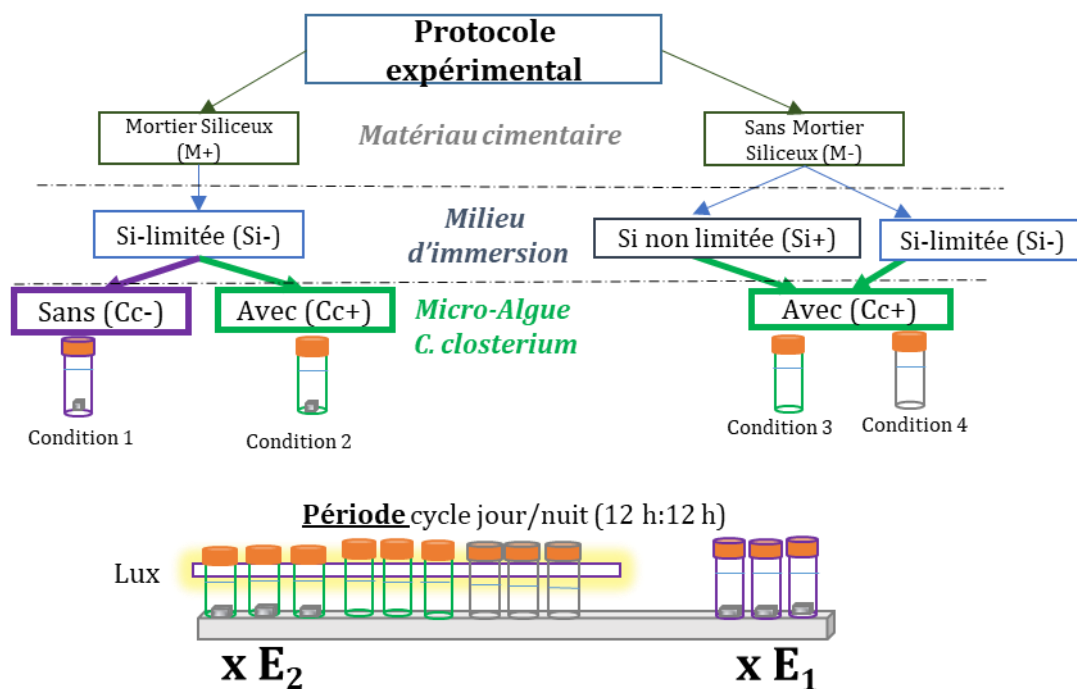 Protocole
expérimental
Mortier Siliceux
(M+)
Matériau cimentaire
Sans Mortier
Siliceux (M-)
Si-limitée (Si-)
Milieu
d'immersion
Si non limitée (Si+)
Si-limitée (Si-)
Sans (Cc-)
Avec (Cc+)
Micro-Algue
C. closterium
Avec (Cc+)
Condition 1
Condition 2
Condition 3
Condition 4
Période cycle jour/nuit (12 h:12 h)
Lux
x E2
x E1